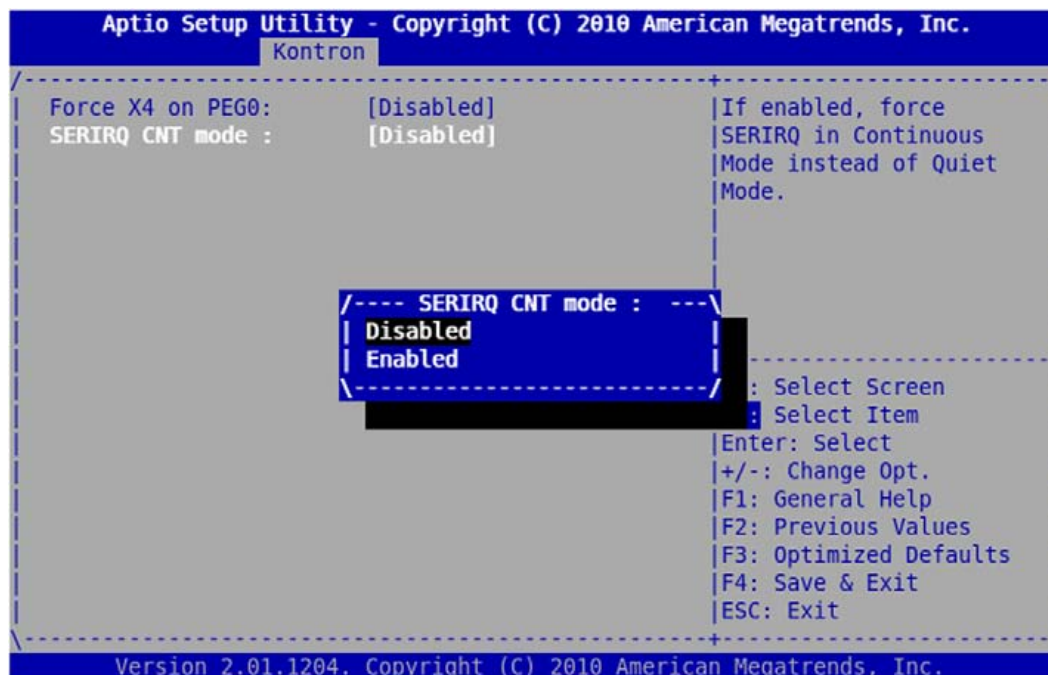 Aptio Setup Utility - Copyright (C) 2010 American Megatrends, Inc.
Kontron
Force X4 on PEG0: [Disabled]
SERIRQ CNT mode : [Disabled]
If enabled, force
SERIRQ in Continuous
Mode instead of Quiet
Mode.
/---- SERIRQ CNT mode : ---\
Disabled
Enabled
: Select Screen
: Select Item
Enter: Select
+/-: Change Opt.
F1: General Help
F2: Previous Values
F3: Optimized Defaults
F4: Save & Exit
ESC: Exit
Version 2.01.1204. Copyright (C) 2010 American Megatrends, Inc.